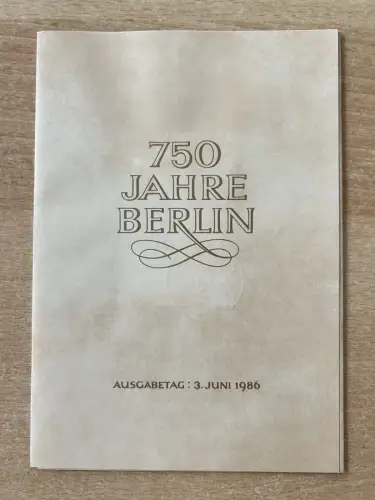 750
JAHRE
BERLIN
AUSGABETAG: 3. JUNI 1986